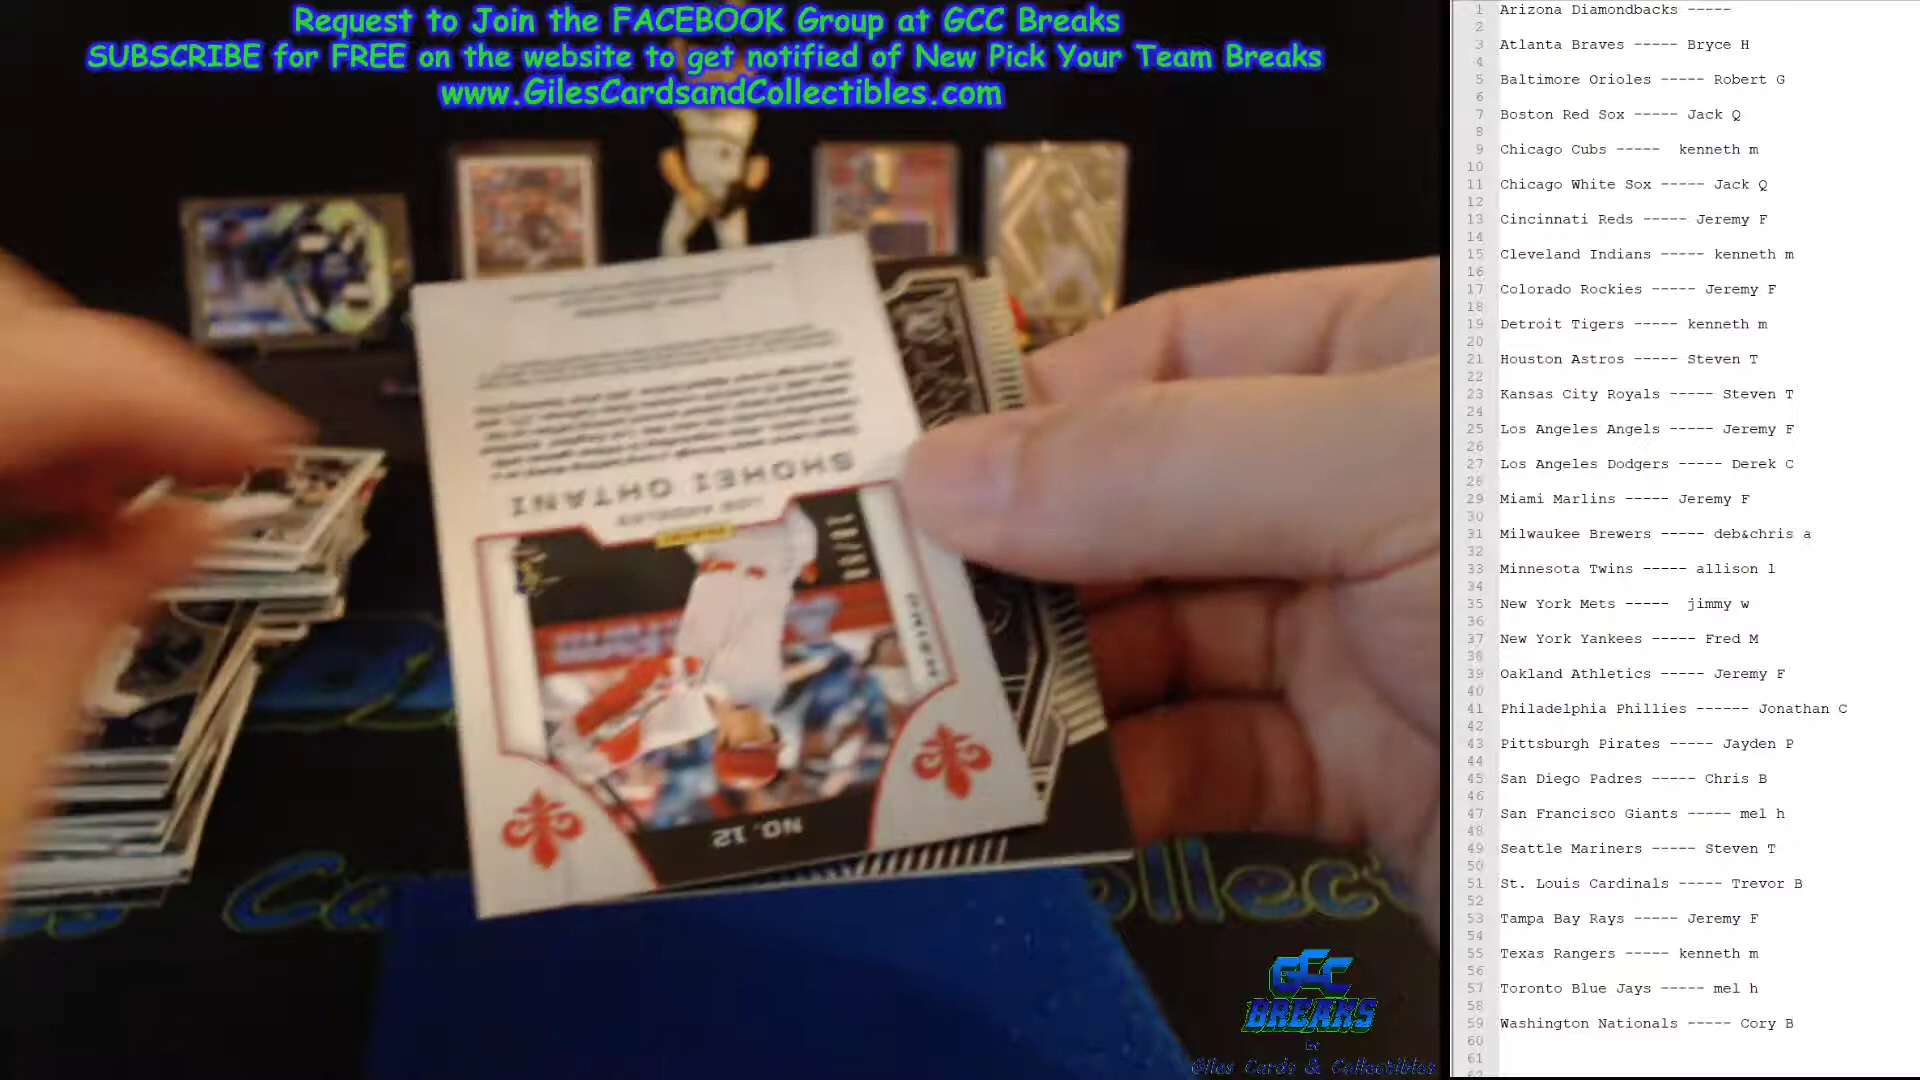 Request to Join the FACEBOOK Group at GCC Breaks
SUBSCRIBE for FREE on the website to get notified of New Pick Your Team Breaks
www.GilesCardsandCollectibles.com
NO. 12
LOS ANGELES
SHOHEI OHTANI
GCC
BREAKS
BY
Giles Cards & Collectibles
1 Arizona Diamondbacks -----
2
3 Atlanta Braves ----- Bryce H
4
5 Baltimore Orioles ----- Robert G
6
7 Boston Red Sox ----- Jack Q
8
9 Chicago Cubs ----- kenneth m
10
11 Chicago White Sox ----- Jack Q
12
13 Cincinnati Reds ----- Jeremy F
14
15 Cleveland Indians ----- kenneth m
16
17 Colorado Rockies ----- Jeremy F
18
19 Detroit Tigers ----- kenneth m
20
21 Houston Astros ----- Steven T
22
23 Kansas City Royals ----- Steven T
24
25 Los Angeles Angels ----- Jeremy F
26
27 Los Angeles Dodgers ----- Derek C
28
29 Miami Marlins ----- Jeremy F
30
31 Milwaukee Brewers ----- deb&chris a
32
33 Minnesota Twins ----- allison l
34
35 New York Mets ----- jimmy w
36
37 New York Yankees ----- Fred M
38
39 Oakland Athletics ----- Jeremy F
40
41 Philadelphia Phillies ------ Jonathan C
42
43 Pittsburgh Pirates ----- Jayden P
44
45 San Diego Padres ----- Chris B
46
47 San Francisco Giants ----- mel h
48
49 Seattle Mariners ----- Steven T
50
51 St. Louis Cardinals ----- Trevor B
52
53 Tampa Bay Rays ----- Jeremy F
54
55 Texas Rangers ----- kenneth m
56
57 Toronto Blue Jays ----- mel h
58
59 Washington Nationals ----- Cory B
60
61
62